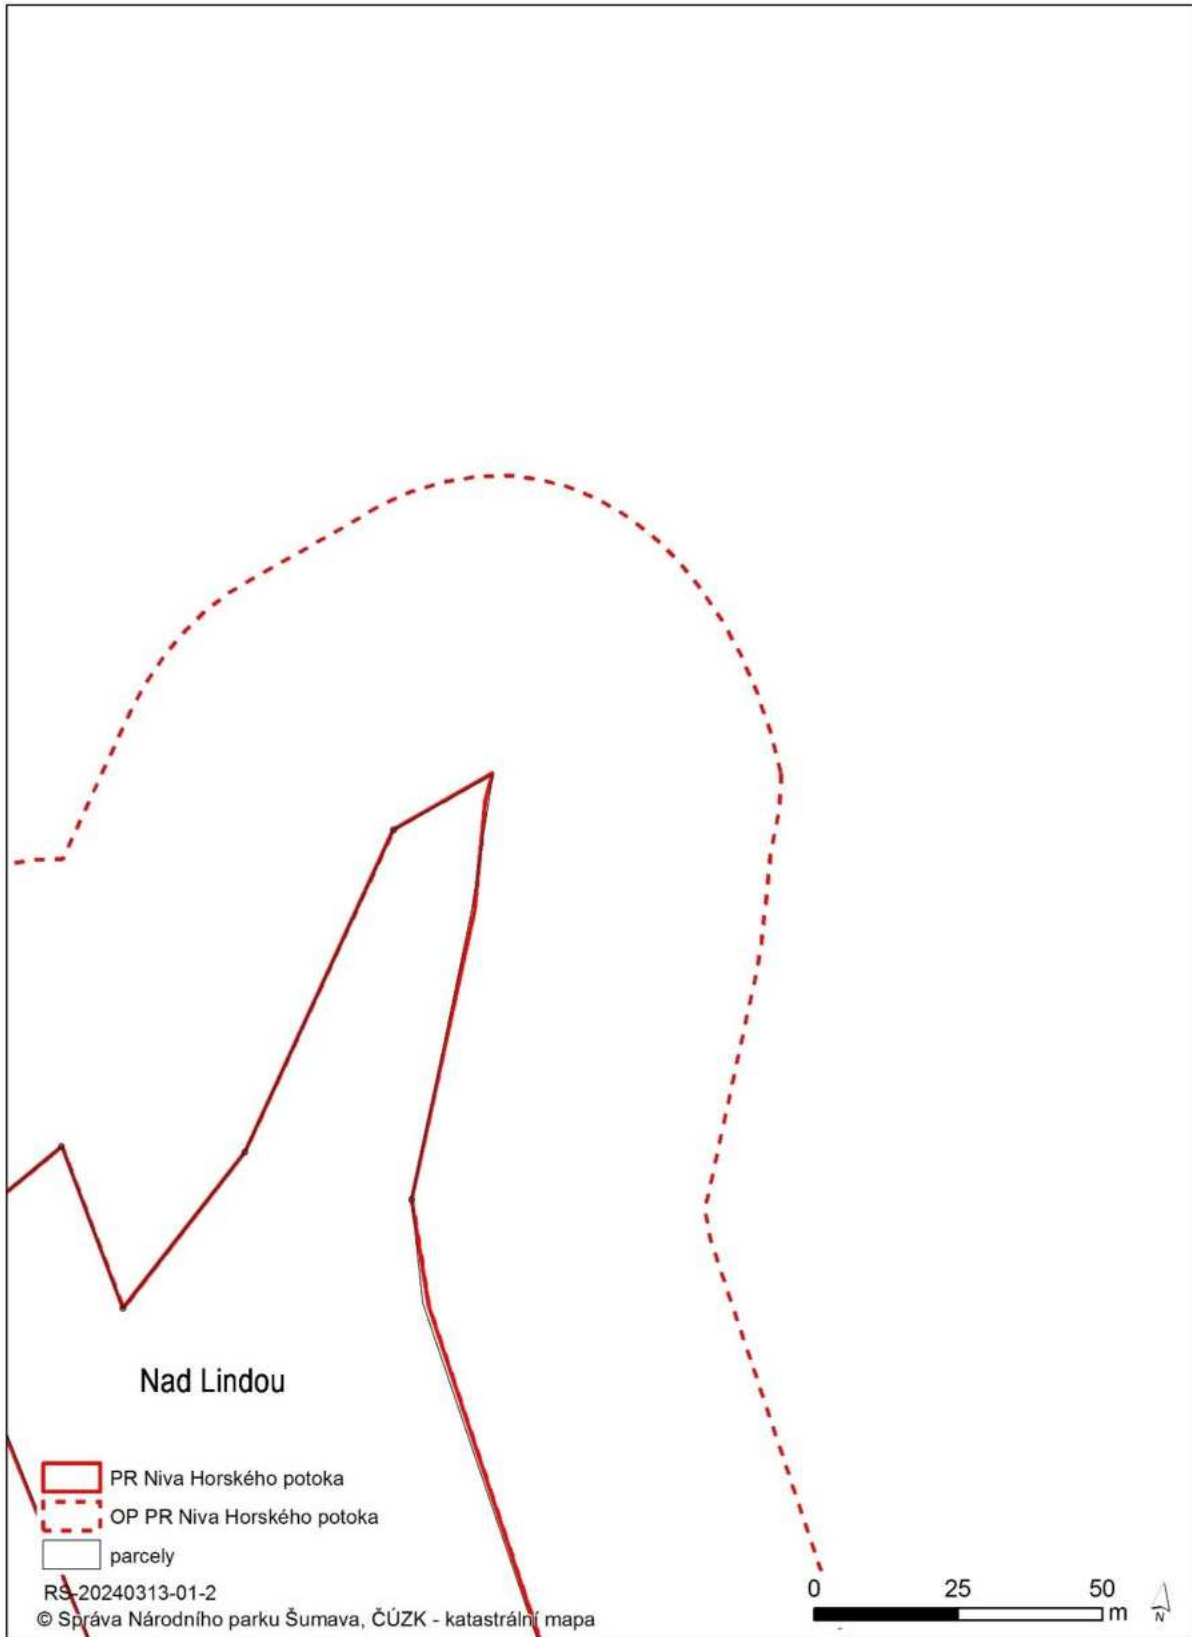 Nad Lindou
PR Niva Horského potoka
OP PR Niva Horského potoka
parcely
RS-20240313-01-2
© Správa Národního parku Šumava, ČÚZK - katastrální mapa
0 25 50
m
N